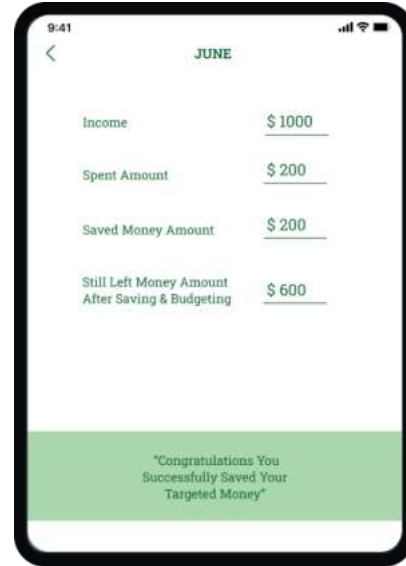 9:41
JUNE
Income $ 1000
Spent Amount $ 200
Saved Money Amount $ 200
Still Left Money Amount
After Saving & Budgeting $ 600
"Congratulations You
Successfully Saved Your
Targeted Money"